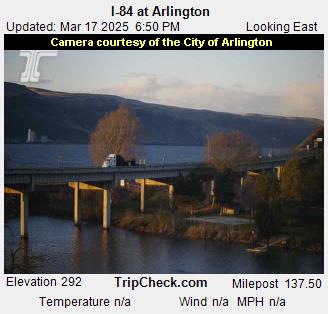 I-84 at Arlington
Updated: Mar 17 2025 6:50 PM Looking East
Camera courtesy of the City of Arlington
Elevation 292 TripCheck.com Milepost 137.50
Temperature n/a Wind n/a MPH n/a